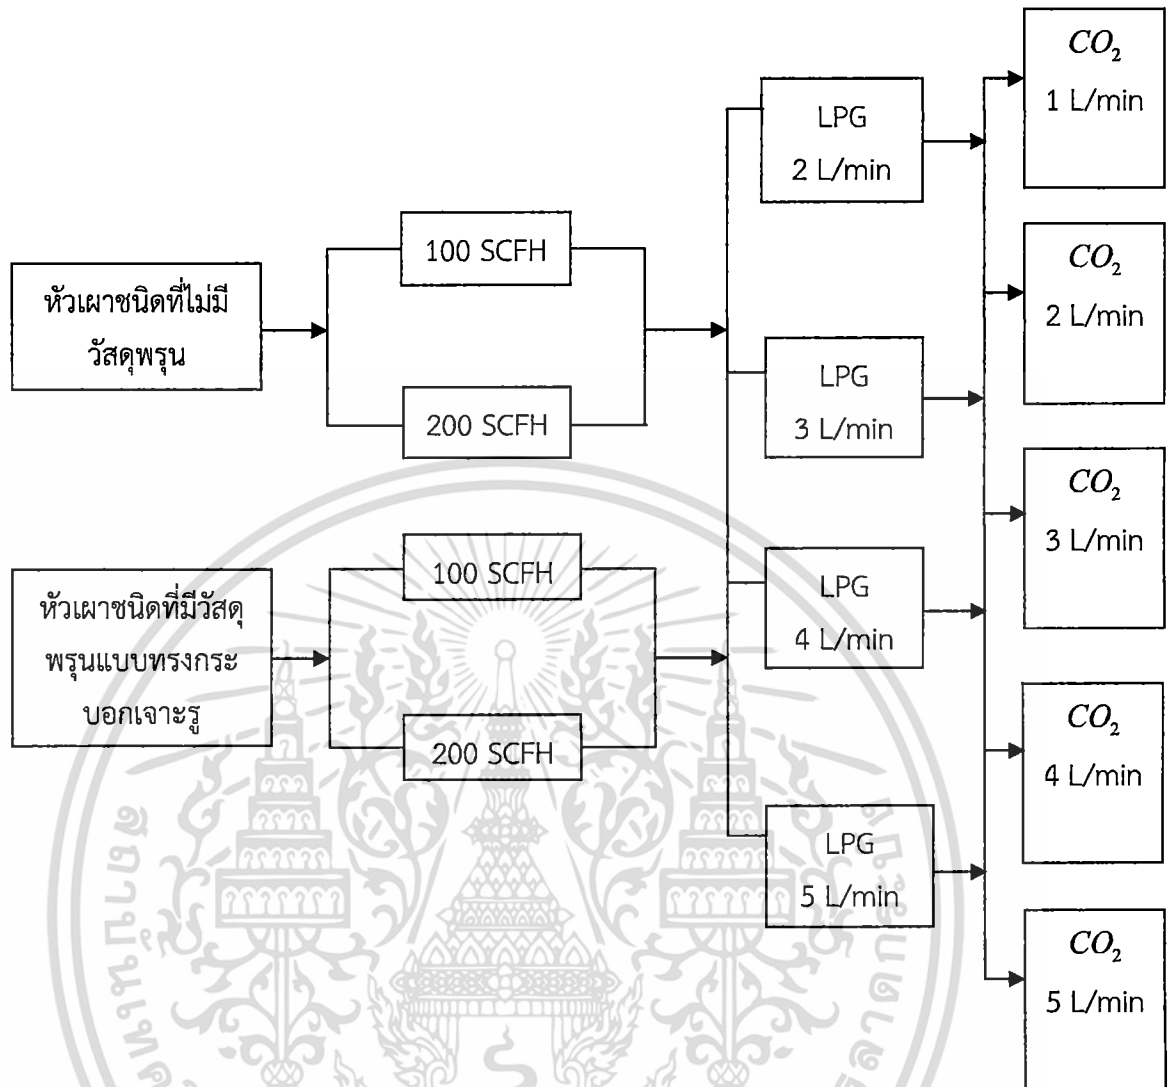 หัวเผาชนิดที่ไม่มี
วัสดุพรุน
100 SCFH
200 SCFH
หัวเผาชนิดที่มีวัสดุ
พรุนแบบทรงกระ
บอกเจาะรู
100 SCFH
200 SCFH
LPG
2 L/min
LPG
3 L/min
LPG
4 L/min
LPG
5 L/min
CO₂
1 L/min
CO₂
2 L/min
CO₂
3 L/min
CO₂
4 L/min
CO₂
5 L/min